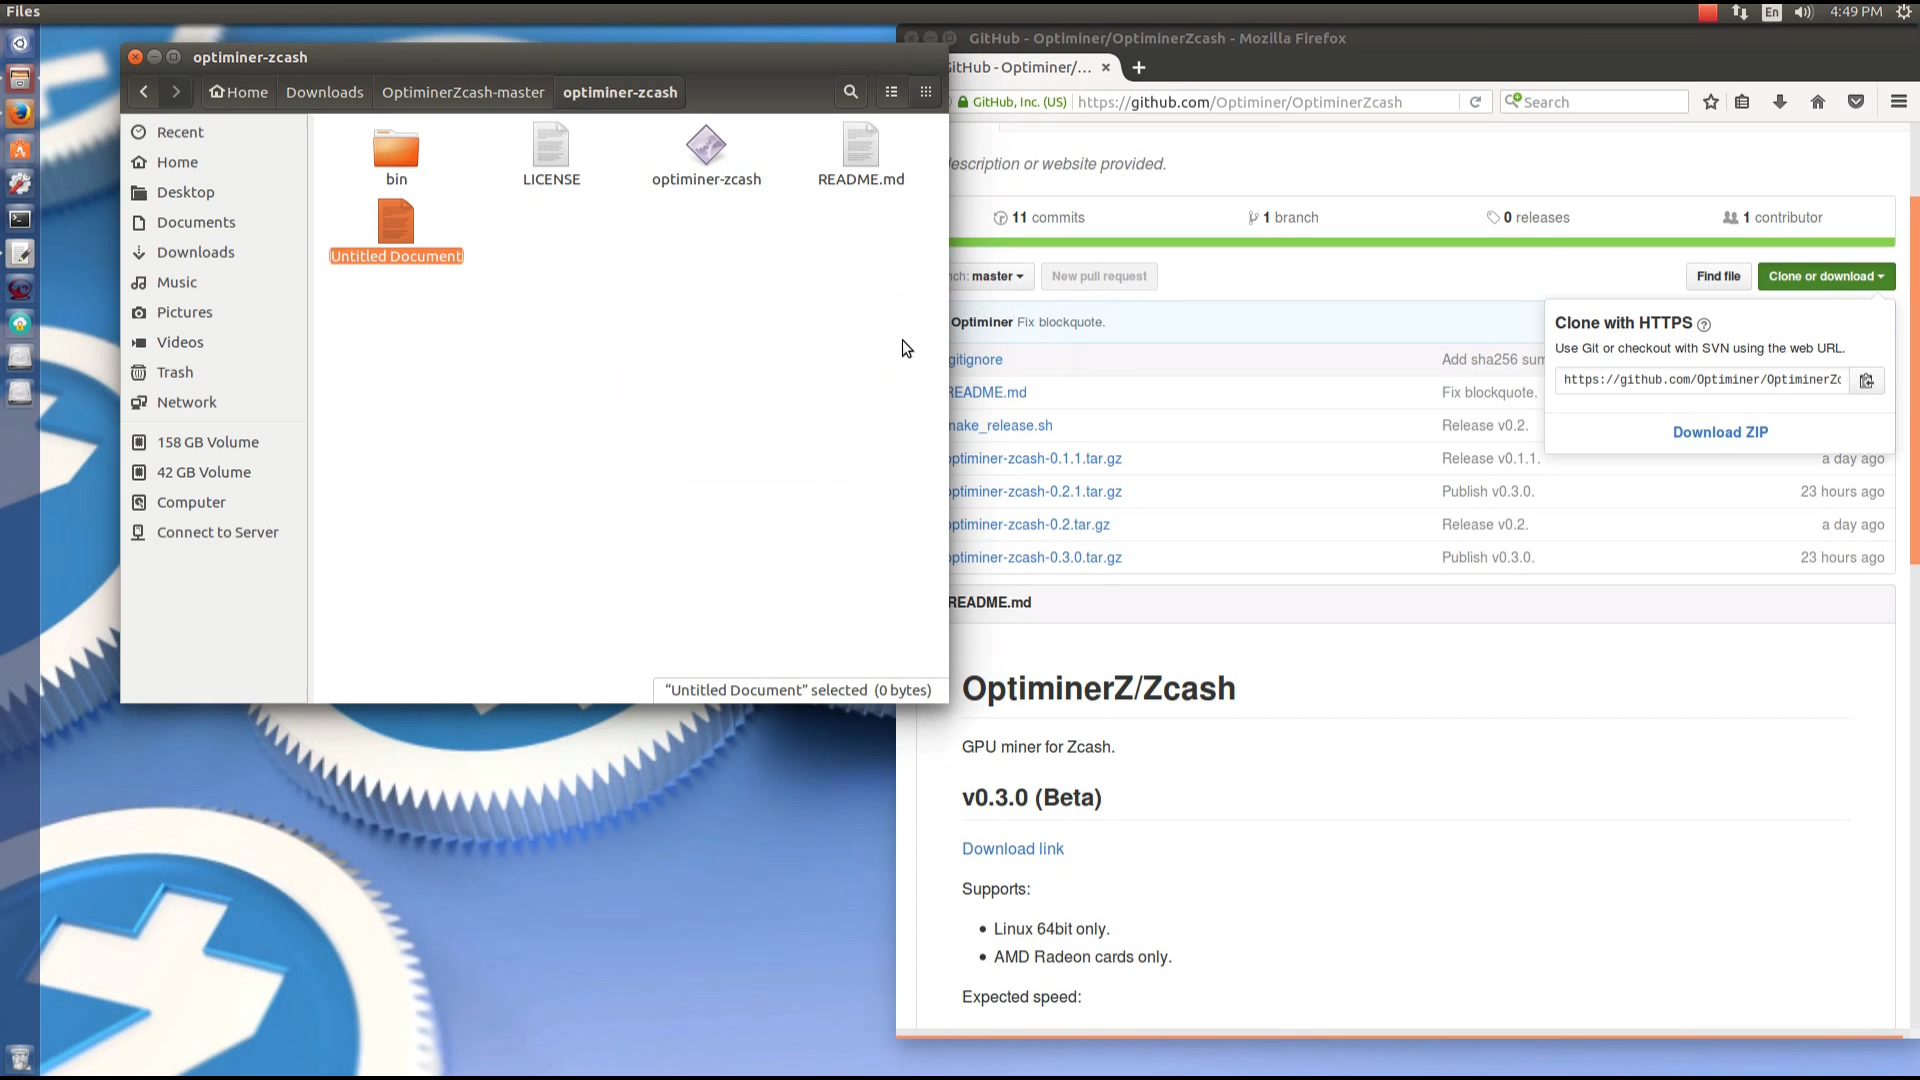 Files
En
4:49 PM
optiminer-zcash
Home
Downloads
OptiminerZcash-master
optiminer-zcash
Recent
Home
Desktop
Documents
Downloads
Music
Pictures
Videos
Trash
Network
158 GB Volume
42 GB Volume
Computer
Connect to Server
bin
LICENSE
optiminer-zcash
README.md
Untitled Document
“Untitled Document” selected (0 bytes)
GitHub - Optiminer/OptiminerZcash - Mozilla Firefox
itHub - Optiminer/...
GitHub, Inc. (US)
https://github.com/Optiminer/OptiminerZcash
Search
escription or website provided.
11 commits
1 branch
0 releases
1 contributor
nch: master
New pull request
Find file
Clone or download
Optiminer Fix blockquote.
Clone with HTTPS
Use Git or checkout with SVN using the web URL.
https://github.com/Optiminer/OptiminerZc
Download ZIP
gitignore
Add sha256 sum
README.md
Fix blockquote.
make_release.sh
Release v0.2.
optiminer-zcash-0.1.1.tar.gz
Release v0.1.1.
a day ago
optiminer-zcash-0.2.1.tar.gz
Publish v0.3.0.
23 hours ago
optiminer-zcash-0.2.tar.gz
Release v0.2.
a day ago
optiminer-zcash-0.3.0.tar.gz
Publish v0.3.0.
23 hours ago
README.md
OptiminerZ/Zcash
GPU miner for Zcash.
v0.3.0 (Beta)
Download link
Supports:
• Linux 64bit only.
• AMD Radeon cards only.
Expected speed: